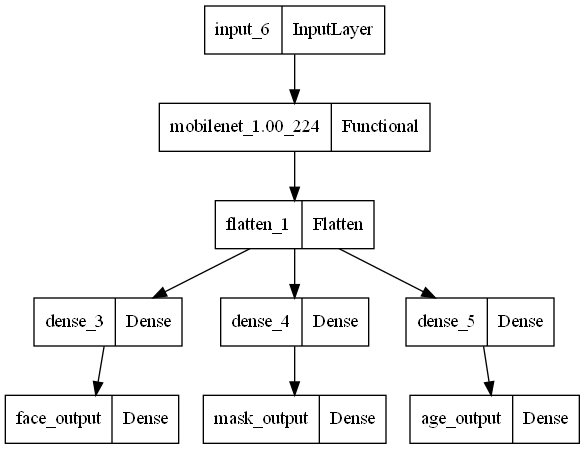 input_6 InputLayer
mobilenet_1.00_224 Functional
flatten_1 Flatten
dense_3 Dense dense_4 Dense dense_5 Dense
face_output Dense mask_output Dense age_output Dense